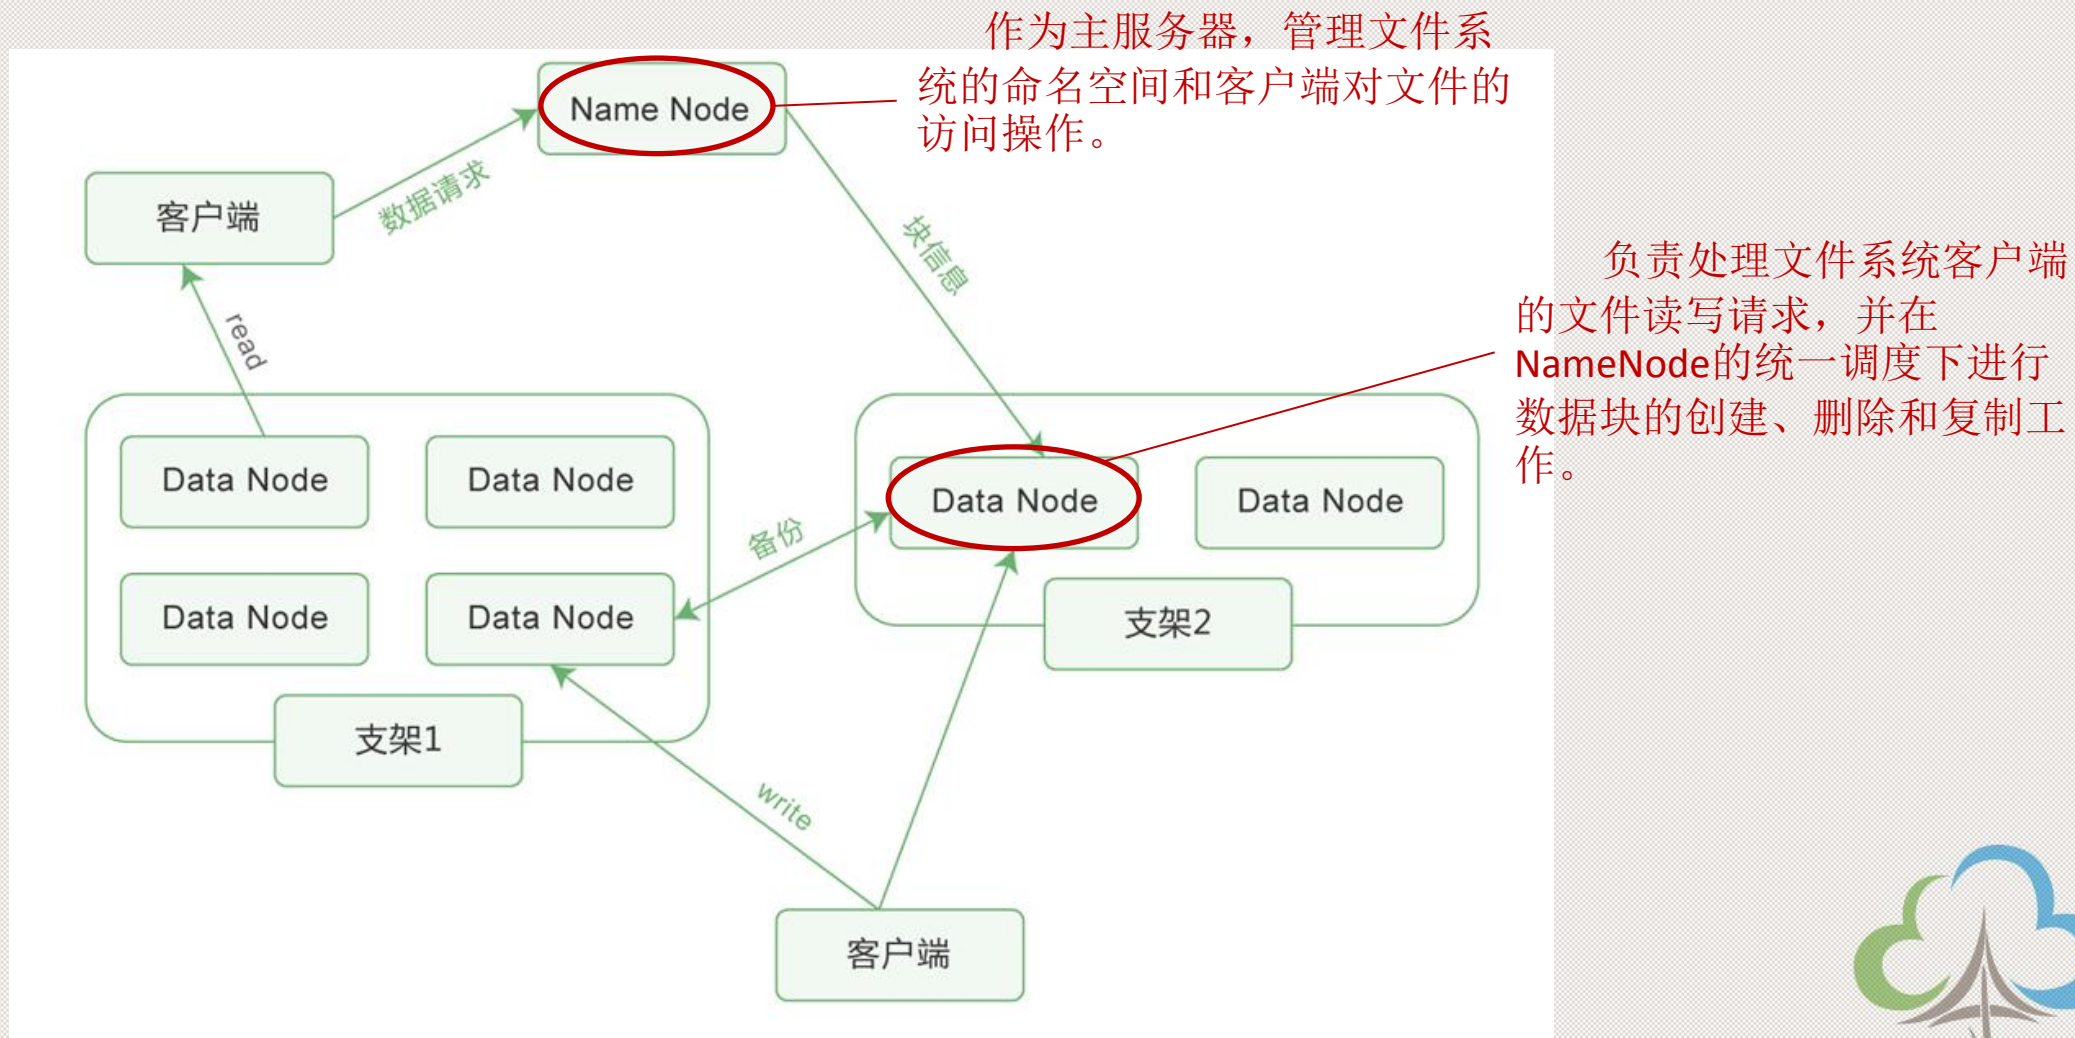 作为主服务器，管理文件系
统的命名空间和客户端对文件的
访问操作。
Name Node
数据请求
客户端
块信息
负责处理文件系统客户端
的文件读写请求，并在
NameNode的统一调度下进行
数据块的创建、删除和复制工
作。
read
Data Node
Data Node
Data Node
Data Node
备份
Data Node
Data Node
支架2
支架1
write
客户端